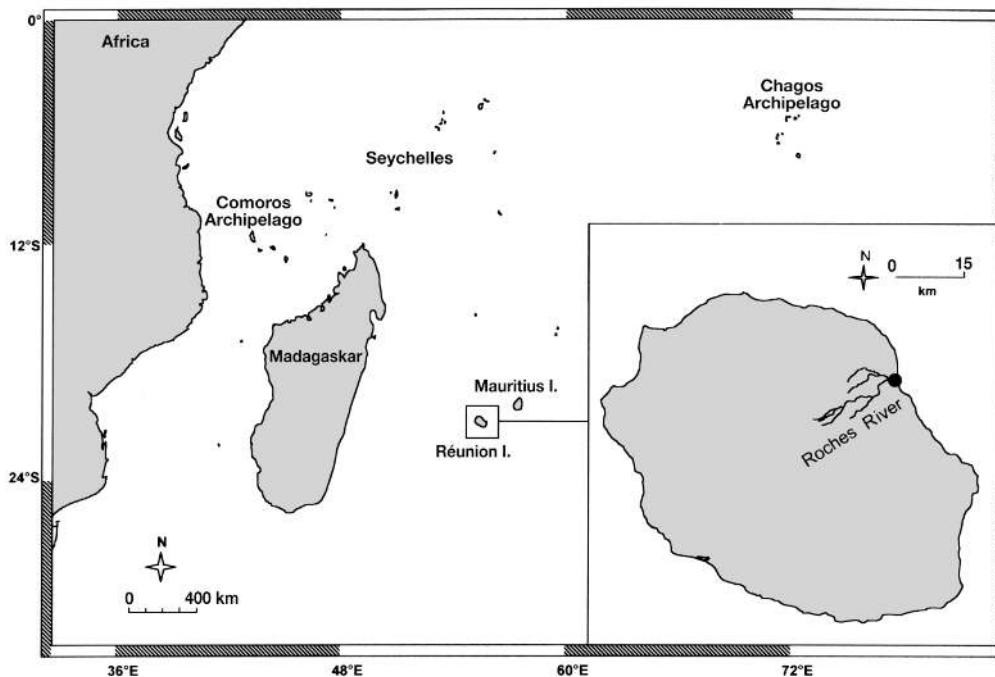 0°
Africa
Chagos
Archipelago
Seychelles
Comoros
Archipelago
12°S
N
0 15
km
Madagaskar
Mauritius I.
Roches River
Réunion I.
24°S
N
0 400 km
36°E 48°E 60°E 72°E